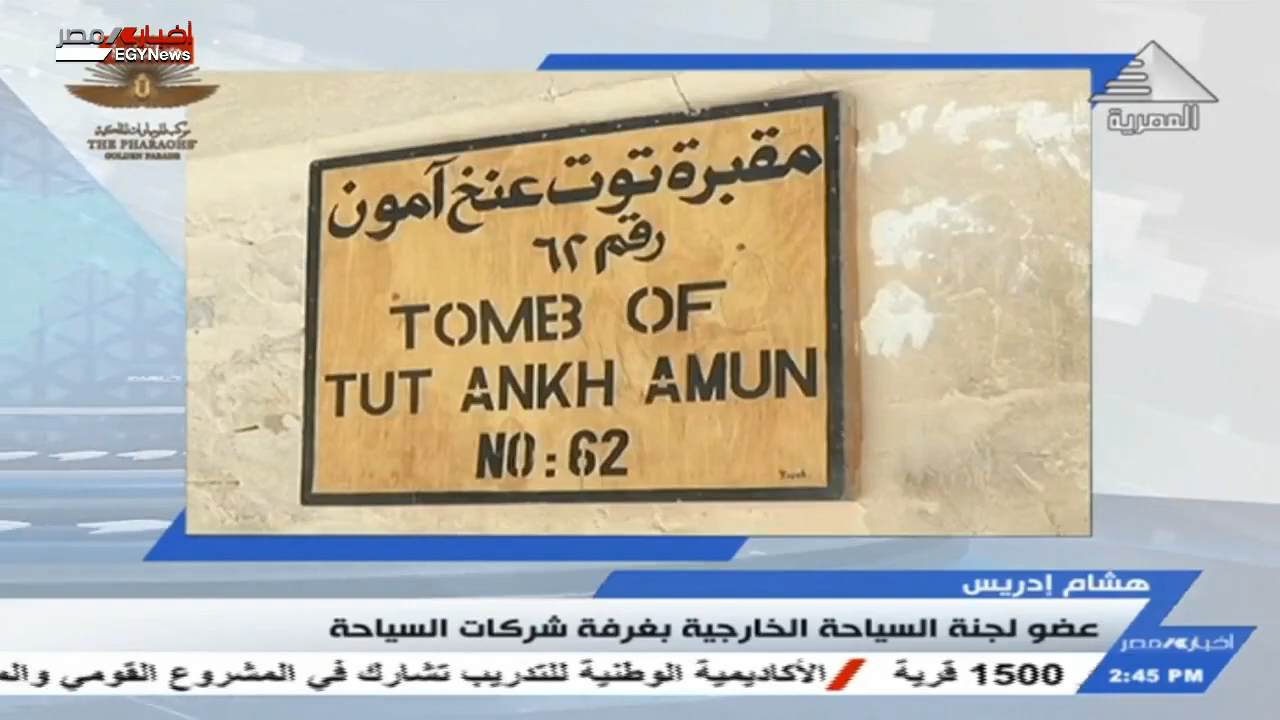 أخبار مصر
EGYNews
THE PHARAOHS'
GOLDEN PARADE
المصرية
مقبرة توت عنخ آمون
رقم ٦٢
TOMB OF
TUT ANKH AMUN
NO: 62
هشام إدريس
عضو لجنة السياحة الخارجية بغرفة شركات السياحة
أخبار مصر
1500 قرية
الأكاديمية الوطنية للتدريب تشارك في المشروع القومي
2:45 PM